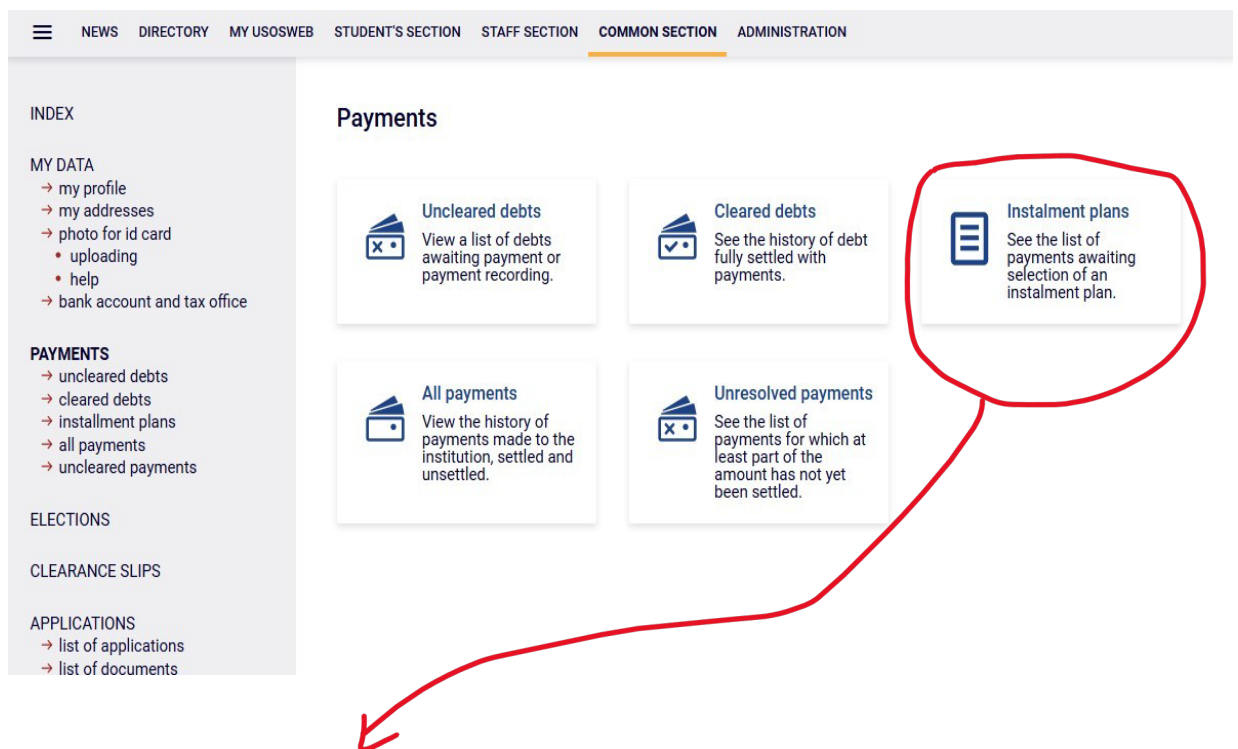 NEWS DIRECTORY MY USOSWEB STUDENT'S SECTION STAFF SECTION COMMON SECTION ADMINISTRATION
INDEX
MY DATA
→ my profile
→ my addresses
→ photo for id card
• uploading
• help
→ bank account and tax office
PAYMENTS
→ uncleared debts
→ cleared debts
→ installment plans
→ all payments
→ uncleared payments
ELECTIONS
CLEARANCE SLIPS
APPLICATIONS
→ list of applications
→ list of documents
Payments
Uncleared debts
View a list of debts
awaiting payment or
payment recording.
Cleared debts
See the history of debt
fully settled with
payments.
Instalment plans
See the list of
payments awaiting
selection of an
instalment plan.
All payments
View the history of
payments made to the
institution, settled and
unsettled.
Unresolved payments
See the list of
payments for which at
least part of the
amount has not yet
been settled.